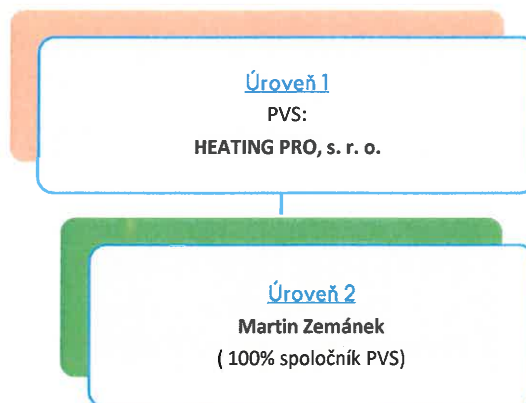 Úroveň 1
PVS:
HEATING PRO, s. r. o.
Úroveň 2
Martin Zemánek
( 100% spoločník PVS)